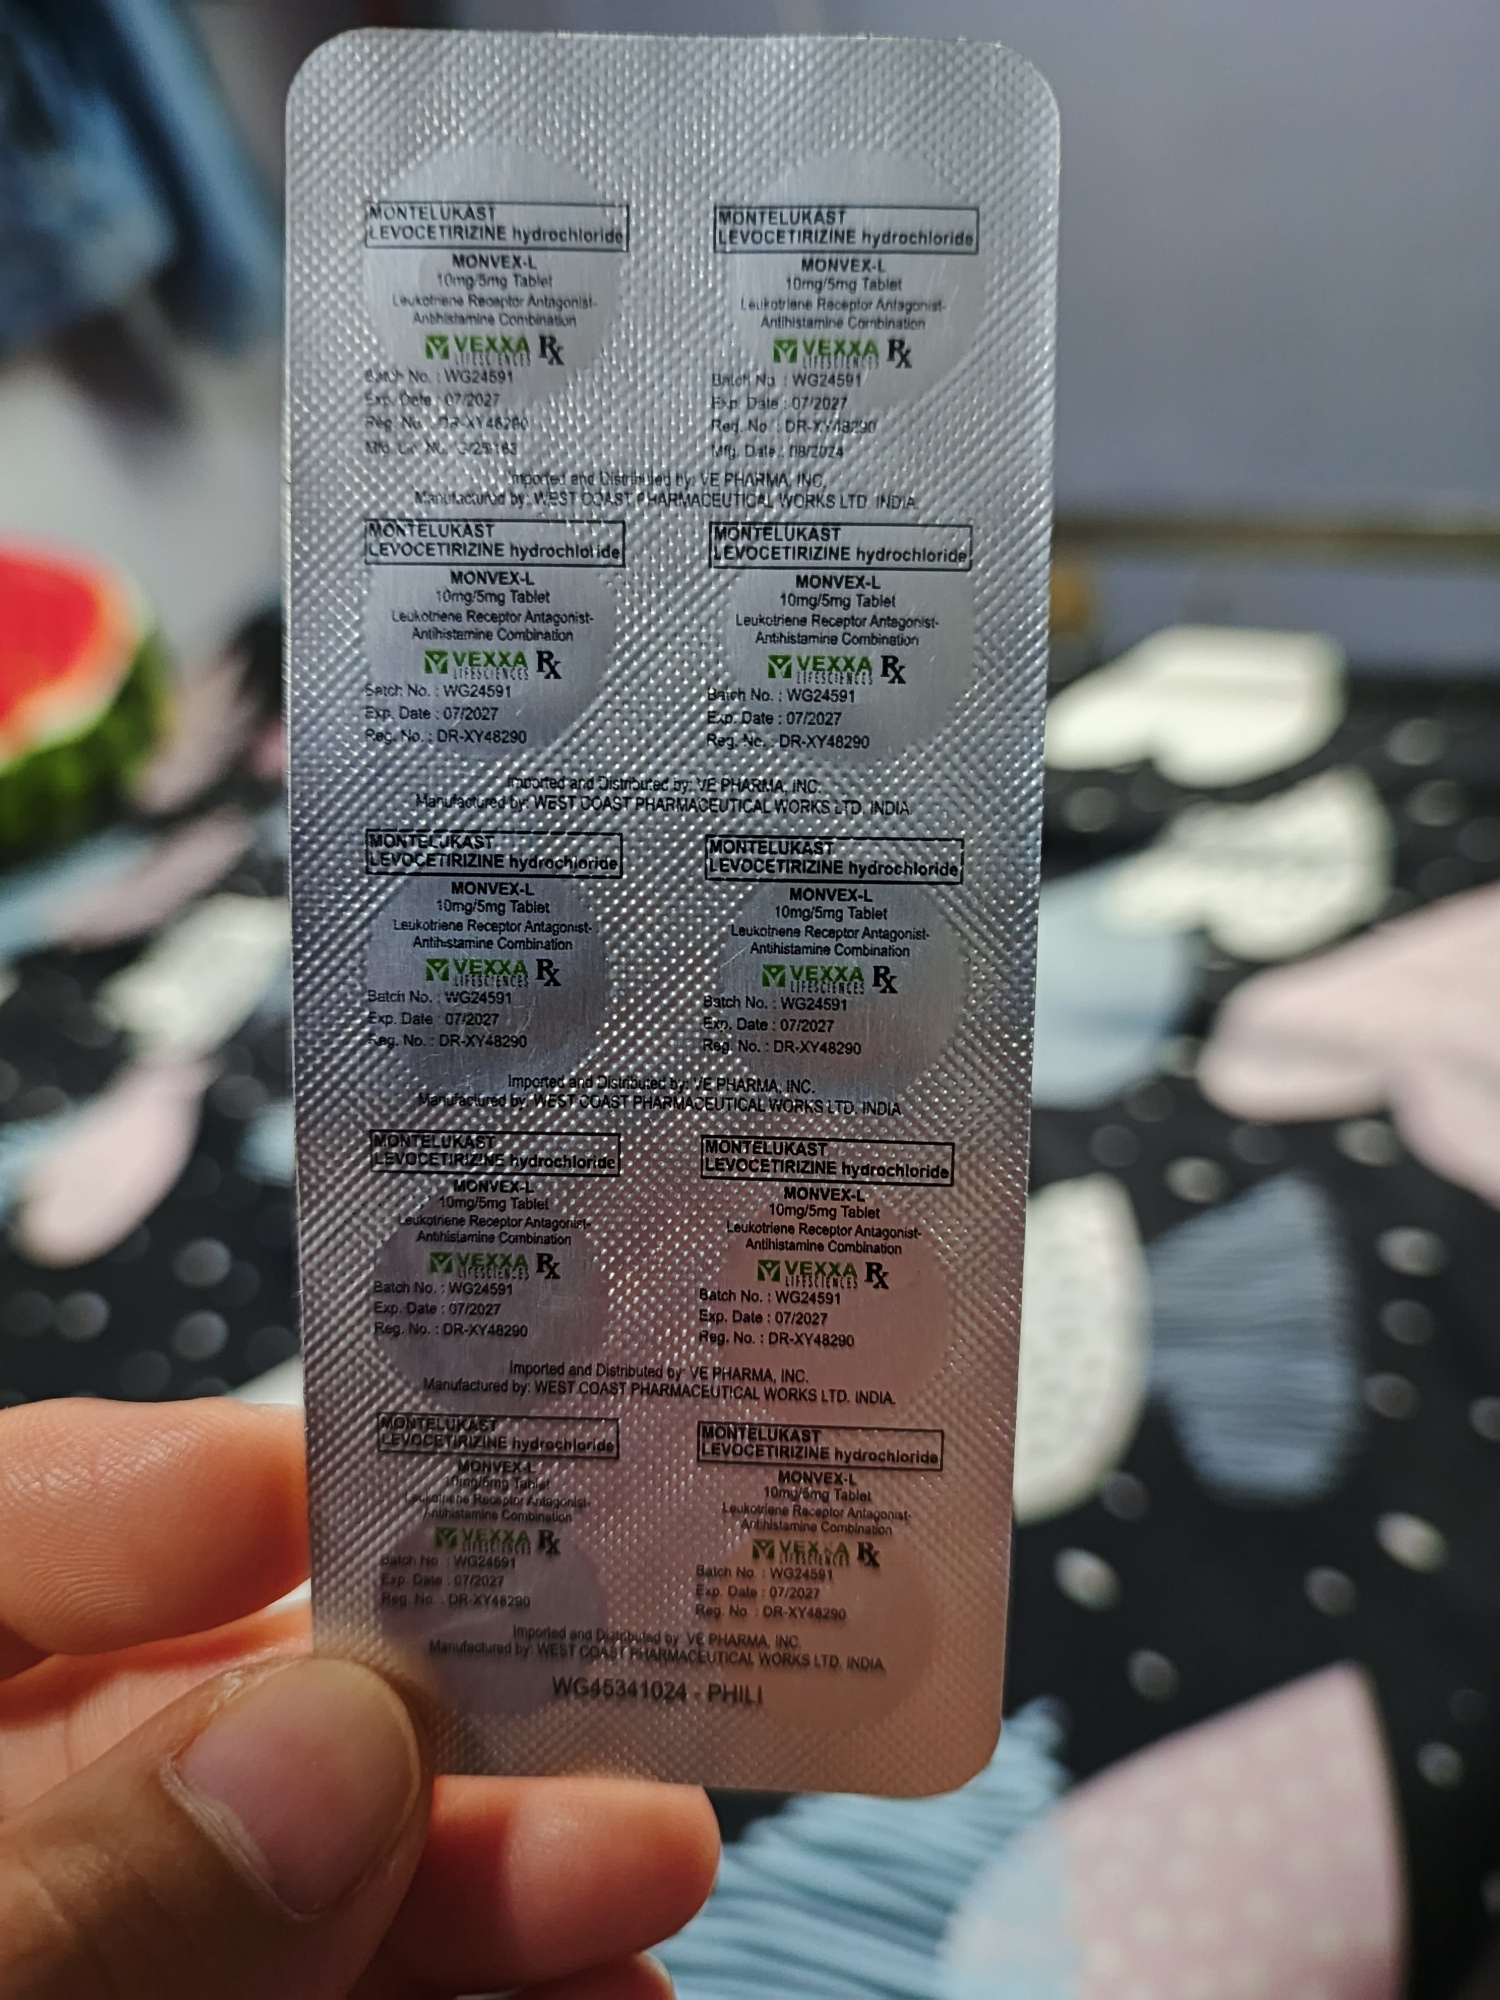 MONTELUKAST
LEVOCETIRIZINE hydrochloride
MONVEX-L
10mg/5mg Tablet
Leukotriene Receptor Antagonist-
Antihistamine Combination
VEXXA Rx
LIFESCIENCES
Batch No. : WG24591
Exp. Date : 07/2027
Reg. No. : DR-XY48290
MONTELUKAST
LEVOCETIRIZINE hydrochloride
MONVEX-L
10mg/5mg Tablet
Leukotriene Receptor Antagonist-
Antihistamine Combination
VEXXA Rx
LIFESCIENCES
Batch No. : WG24591
Exp. Date : 07/2027
Reg. No. : DR-XY48290
Mfg. Date : 08/2024
Imported and Distributed by: VE PHARMA, INC.
Manufactured by: WEST COAST PHARMACEUTICAL WORKS LTD. INDIA.
MONTELUKAST
LEVOCETIRIZINE hydrochloride
MONVEX-L
10mg/5mg Tablet
Leukotriene Receptor Antagonist-
Antihistamine Combination
VEXXA Rx
LIFESCIENCES
Batch No. : WG24591
Exp. Date : 07/2027
Reg. No. : DR-XY48290
MONTELUKAST
LEVOCETIRIZINE hydrochloride
MONVEX-L
10mg/5mg Tablet
Leukotriene Receptor Antagonist-
Antihistamine Combination
VEXXA Rx
LIFESCIENCES
Batch No. : WG24591
Exp. Date : 07/2027
Reg. No. : DR-XY48290
Imported and Distributed by: VE PHARMA, INC.
Manufactured by: WEST COAST PHARMACEUTICAL WORKS LTD. INDIA.
MONTELUKAST
LEVOCETIRIZINE hydrochloride
MONVEX-L
10mg/5mg Tablet
Leukotriene Receptor Antagonist-
Antihistamine Combination
VEXXA Rx
LIFESCIENCES
Batch No. : WG24591
Exp. Date : 07/2027
Reg. No. : DR-XY48290
MONTELUKAST
LEVOCETIRIZINE hydrochloride
MONVEX-L
10mg/5mg Tablet
Leukotriene Receptor Antagonist-
Antihistamine Combination
VEXXA Rx
LIFESCIENCES
Batch No. : WG24591
Exp. Date : 07/2027
Reg. No. : DR-XY48290
Imported and Distributed by: VE PHARMA, INC.
Manufactured by: WEST COAST PHARMACEUTICAL WORKS LTD. INDIA.
MONTELUKAST
LEVOCETIRIZINE hydrochloride
MONVEX-L
10mg/5mg Tablet
Leukotriene Receptor Antagonist-
Antihistamine Combination
VEXXA Rx
LIFESCIENCES
Batch No. : WG24591
Exp. Date : 07/2027
Reg. No. : DR-XY48290
MONTELUKAST
LEVOCETIRIZINE hydrochloride
MONVEX-L
10mg/5mg Tablet
Leukotriene Receptor Antagonist-
Antihistamine Combination
VEXXA Rx
LIFESCIENCES
Batch No. : WG24591
Exp. Date : 07/2027
Reg. No. : DR-XY48290
Imported and Distributed by: VE PHARMA, INC.
Manufactured by: WEST COAST PHARMACEUTICAL WORKS LTD. INDIA.
MONTELUKAST
LEVOCETIRIZINE hydrochloride
MONVEX-L
10mg/5mg Tablet
Leukotriene Receptor Antagonist-
Antihistamine Combination
VEXXA Rx
LIFESCIENCES
Batch No. : WG24591
Exp. Date : 07/2027
Reg. No. : DR-XY48290
MONTELUKAST
LEVOCETIRIZINE hydrochloride
MONVEX-L
10mg/5mg Tablet
Leukotriene Receptor Antagonist-
Antihistamine Combination
VEXXA Rx
LIFESCIENCES
Batch No. : WG24591
Exp. Date : 07/2027
Reg. No. : DR-XY48290
Imported and Distributed by: VE PHARMA, INC.
Manufactured by: WEST COAST PHARMACEUTICAL WORKS LTD. INDIA.
WG45341024 - PHILI